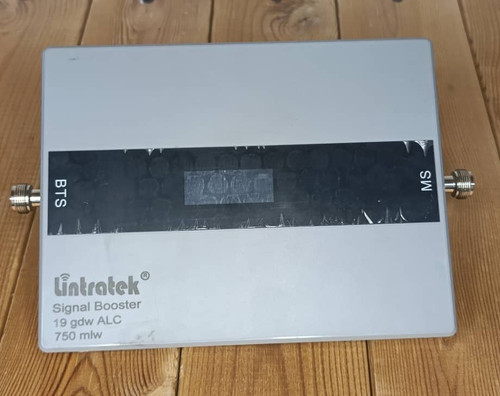 BTS
MS
Lintratek®
Signal Booster
19 gdw ALC
750 mlw